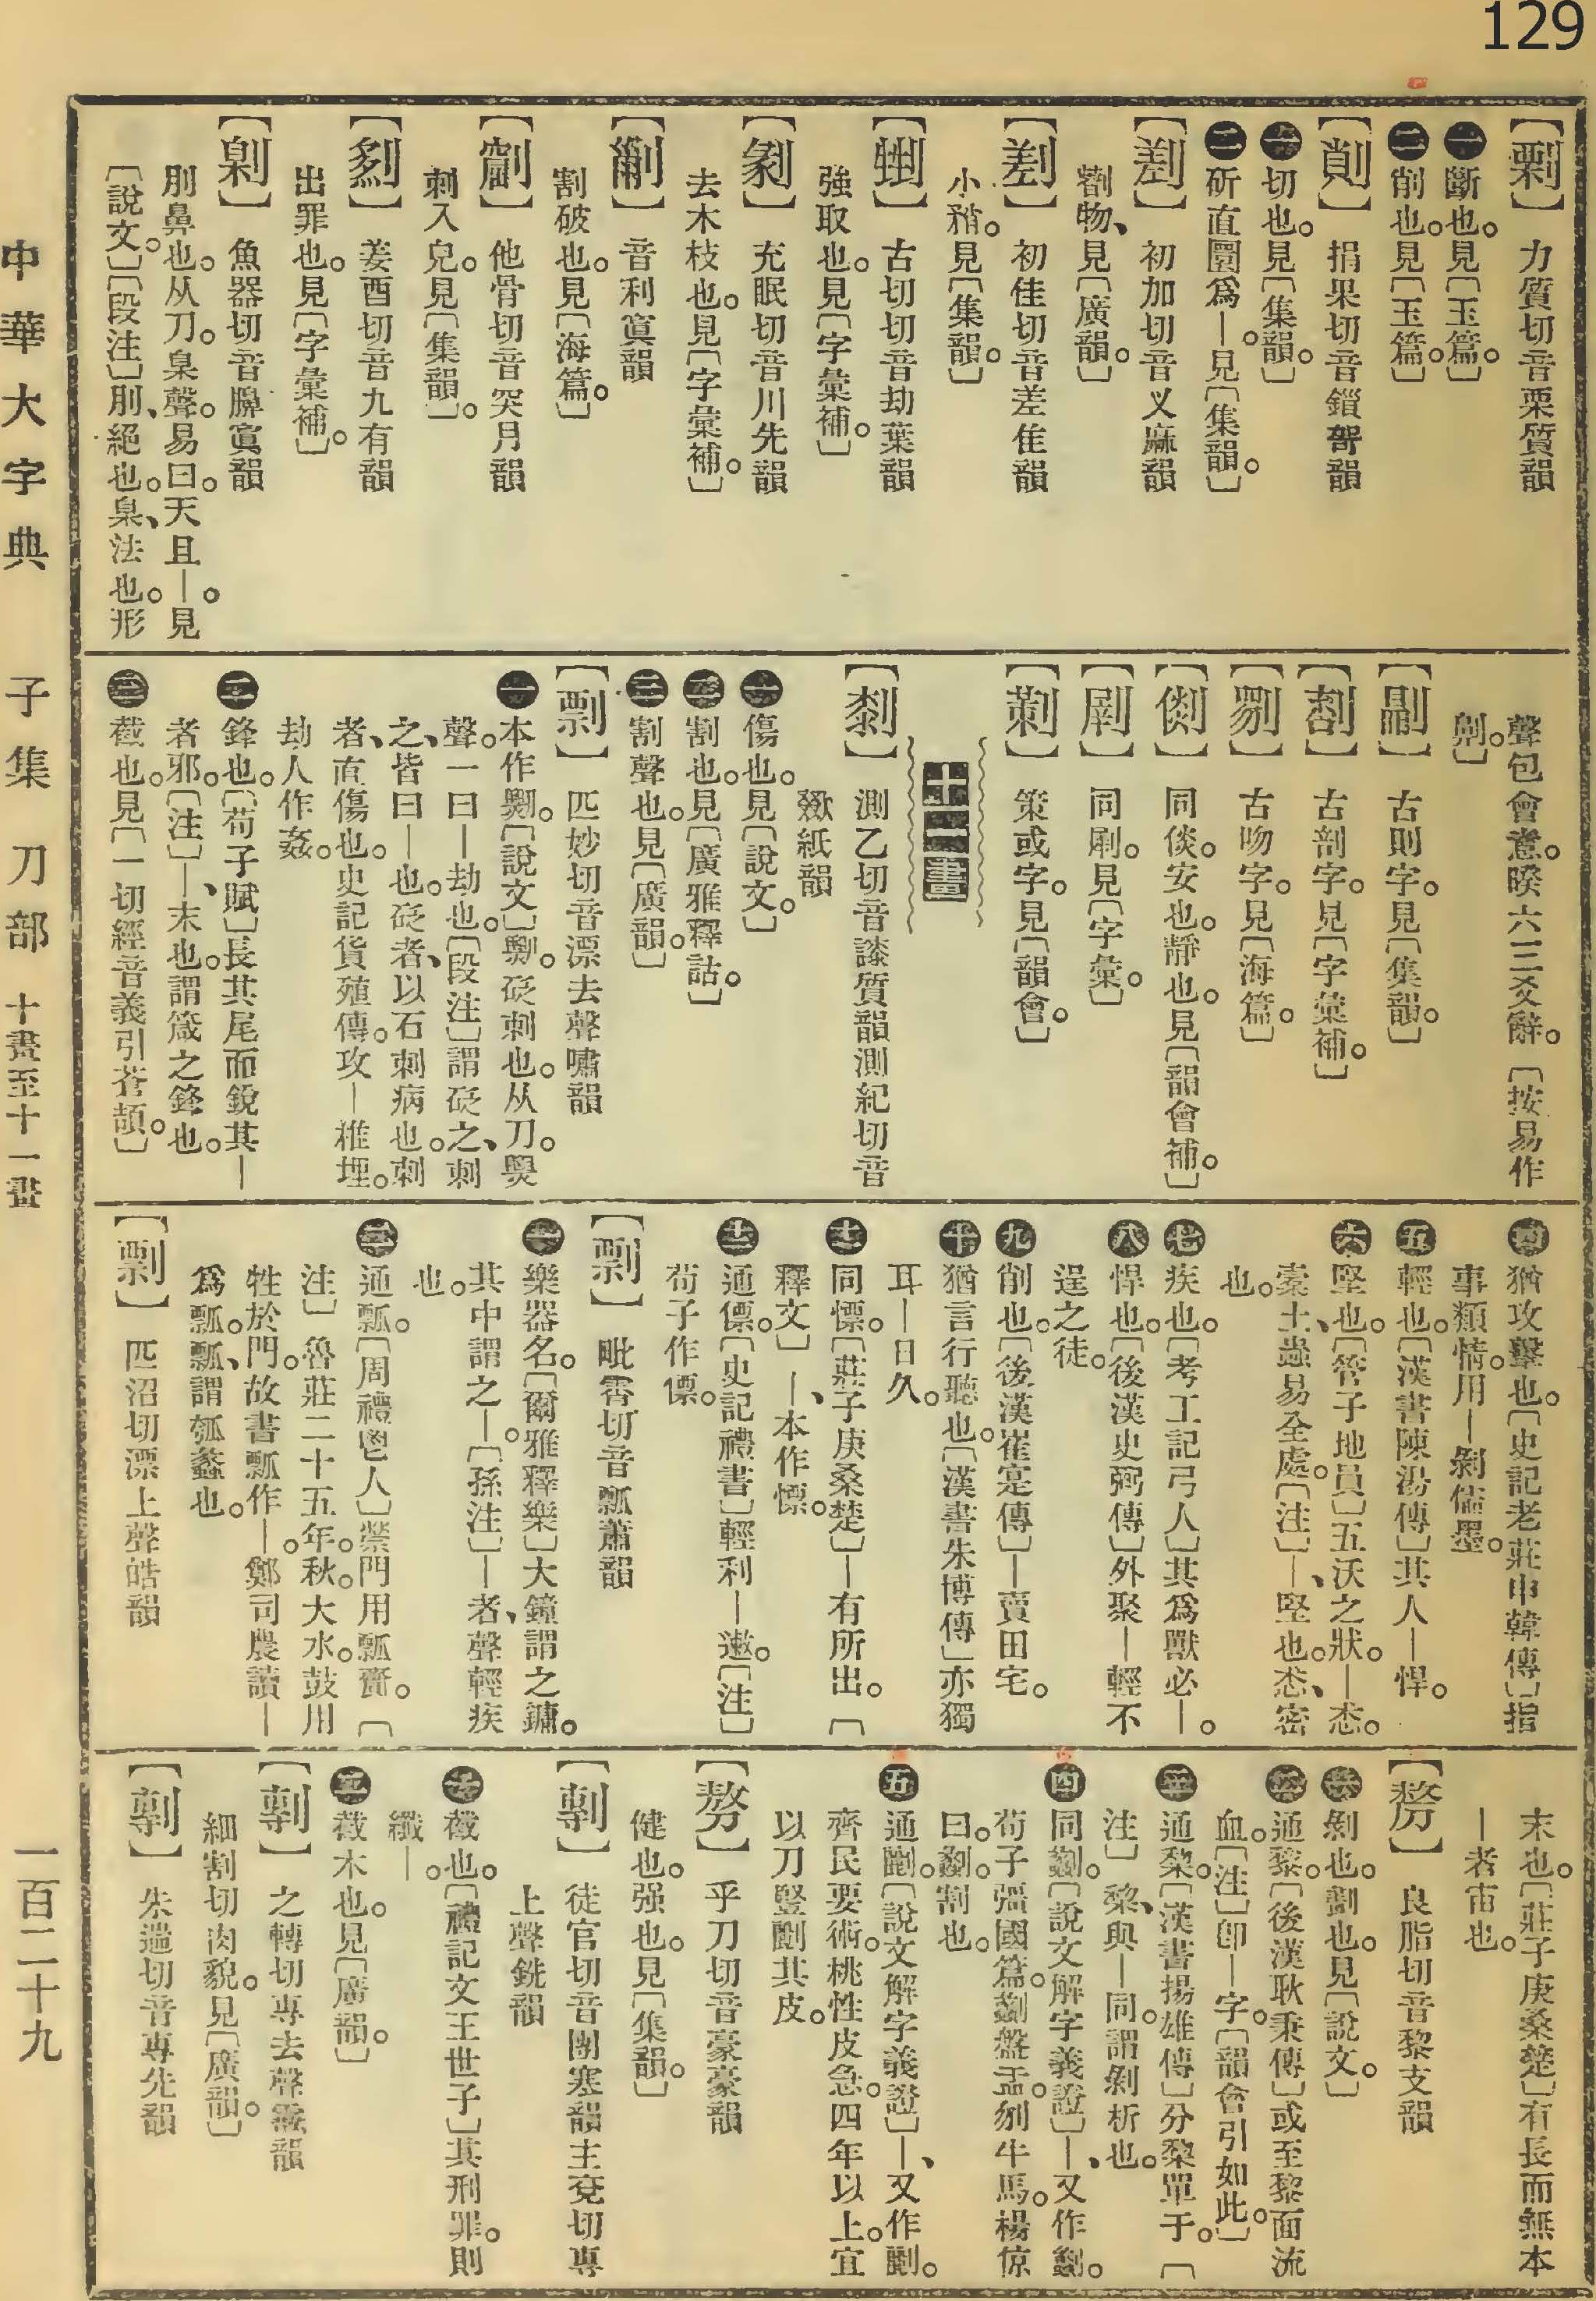 129
【剽】力質切音栗質韻
㊀斷也。見〔玉篇。〕
㊁削也。見〔玉篇。〕
損果切音鎖哿韻
㊀切也。見〔集韻。〕
㊁斫直圜爲—。見〔集韻。〕
【剗】初加切音叉麻韻
劄物、見〔廣韻。〕
初佳切音差佳韻
小矟。見〔集韻。〕
古切切音劫葉韻
強取也。見〔字彙補。〕
【剶】充眠切音川先韻
去木枝也。見〔字彙補。〕
音利寘韻
割破也。見〔海篇。〕
他骨切音突月韻
刺入皃。見〔集韻。〕
姜酉切音九有韻
出罪也。見〔字彙補。〕
【劓】魚器切音膞寘韻
刖鼻也。从刀。臬聲。易曰。天且—。見
〔說文。〕〔段注〕刖、絕也。臬、法也。形
聲包會意。睽六三爻辭。〔按易作
劓。〕
古則字。見〔集韻。〕
古剖字。見〔字彙補。〕
古吻字。見〔海篇。〕
【倓】同倓。安也。靜也。見〔韻會補。〕
同刷。見〔字彙。〕
策或字。見〔韻會。〕
十一畫
【剺】測乙切音㯃質韻測紀切音
歠紙韻
㊀傷也。見〔說文。〕
㊁割也。見〔廣雅釋詁。〕
㊂割聲也。見〔廣韻。〕
【剽】匹妙切音漂去聲嘯韻
㊀本作㔄。〔說文〕㔄。砭刺也。从刀。㶾
聲。一曰—劫也。〔段注〕謂砭之、刺
之、皆曰—也。砭者、以石刺病也。刺
者、直傷也。史記貨殖傳。攻—椎埋。
劫人作姦。
㊁鋒也。〔荀子賦〕長其尾而銳其—
者邪。〔注〕—、末也。謂箴之鋒也。
㊂截也。見〔一切經音義引蒼頡。〕
㊃猶攻擊也。〔史記老莊申韓傳〕指
事類情。用—剝儒墨。
㊄輕也。〔漢書陳湯傳〕其人—悍。
㊅堅也。〔管子地員〕五沃之狀。—怸。
橐土、蟲易全處。〔注〕—、堅也。怸、密
也。
㊆疾也。〔考工記弓人〕其爲獸必—。
㊇悍也。〔後漢史弼傳〕外聚—輕不
逞之徒。
㊈削也。〔後漢崔寔傳〕—賣田宅。
㊉猶言行聽也。〔漢書朱博傳〕亦獨
耳—日久。
同慓。〔莊子庚桑楚〕—有所出。〔
釋文〕—、本作慓。
通僄。〔史記禮書〕輕利—遫。〔注〕
荀子作僄。
【剽】毗霄切音瓢蕭韻
㊀樂器名。〔爾雅釋樂〕大鐘謂之鏞。
其中謂之—。〔孫注〕—者、聲輕疾
也。
㊁通瓢。〔周禮鬯人〕禜門用瓢齎。〔
注〕魯莊二十五年。秋。大水。鼓用
牲於門。故書瓢作—。鄭司農讀—
爲瓢。瓢、謂瓠蠡也。
【剽】匹沼切漂上聲皓韻
末也。〔莊子庚桑楚〕有長而無本
—者宙也。
【剺】良脂切音黎支韻
㊀剝也。劃也。見〔說文。〕
㊁通黎。〔後漢耿秉傳〕或至黎面流
血。〔注〕卽—字。〔韻會引如此。〕
㊂通黎。〔漢書揚雄傳〕分黎單于。〔
注〕黎、與—同。謂剝析也。
㊃同劙。〔說文解字義證〕—、又作劙。
荀子彊國篇。劙盤盂。刎牛馬。楊倞
曰。劙。割也。
㊄通劙。〔說文解字義證〕—、又作劙。
齊民要術。桃性皮急。四年以上。宜
以刀豎劙其皮。
乎刀切音豪豪韻
健也。强也。見〔集韻。〕
【剸】徒官切音團寒韻主兗切專
上聲銑韻
㊀截也。〔禮記文王世子〕其刑罪。則
纖—。
㊁截木也。見〔廣韻。〕
【剸】之轉切專去聲霰韻
細割切肉貌。見〔廣韻。〕
【剸】朱遄切音專先韻
中華大字典 子集 刀部 十畫至十一畫 一百二十九